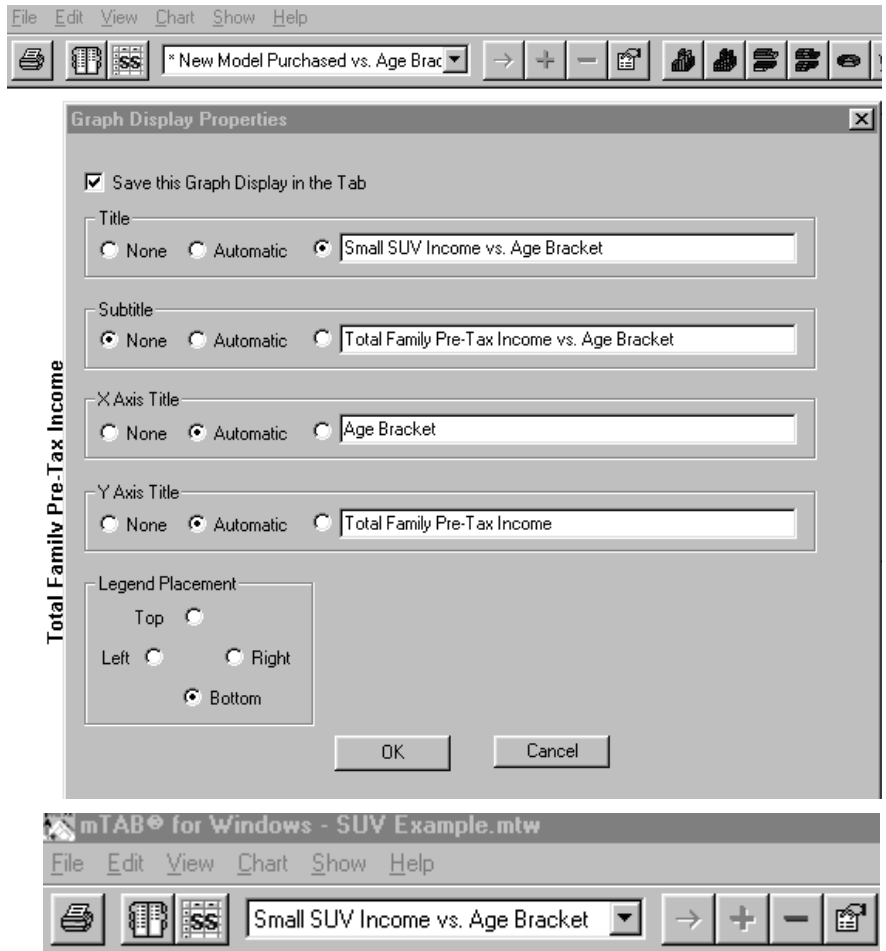 File Edit View Chart Show Help
SS * New Model Purchased vs. Age Brac
Graph Display Properties
Save this Graph Display in the Tab
Title
None Automatic Small SUV Income vs. Age Bracket
Subtitle
None Automatic Total Family Pre-Tax Income vs. Age Bracket
X Axis Title
None Automatic Age Bracket
Y Axis Title
None Automatic Total Family Pre-Tax Income
Legend Placement
Top
Left Right
Bottom
OK Cancel
Total Family Pre-Tax Income
mTAB® for Windows - SUV Example.mtw
File Edit View Chart Show Help
SS Small SUV Income vs. Age Bracket